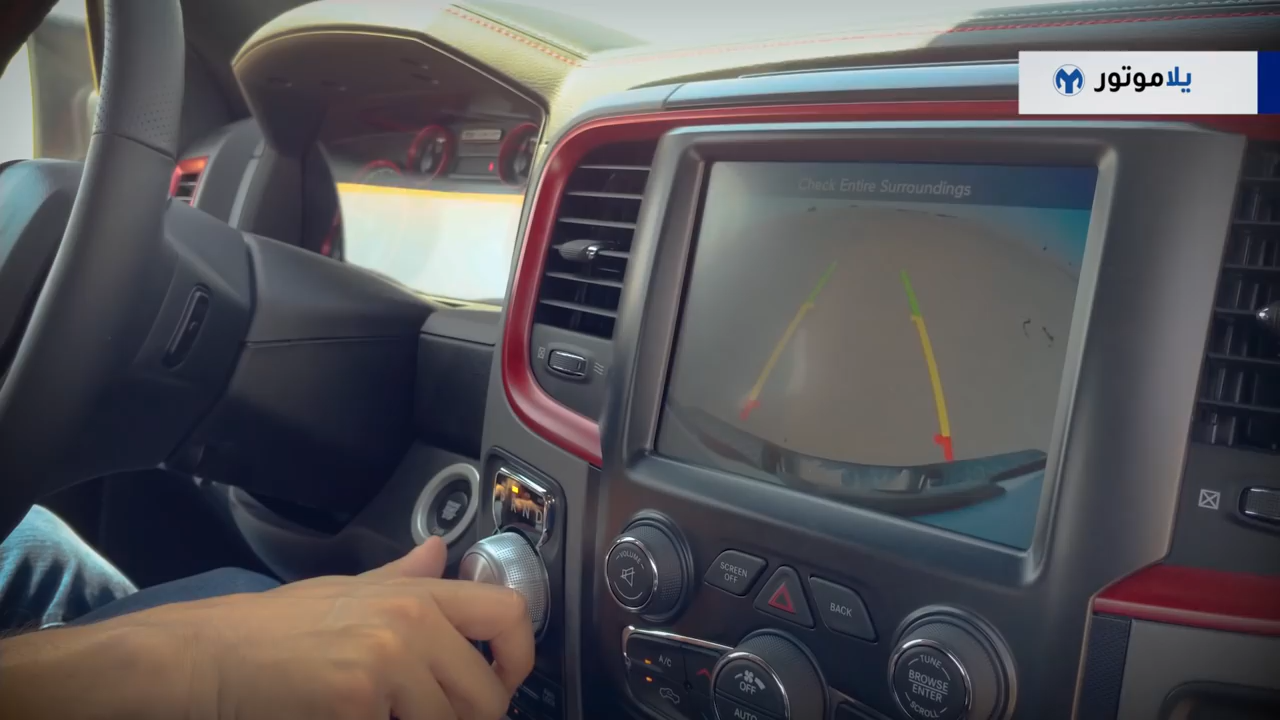 يلاموتور
Check Entire Surroundings
R N D
VOLUME
SCREEN
OFF
BACK
A/C
OFF
AUTO
TUNE
BROWSE
ENTER
SCROLL